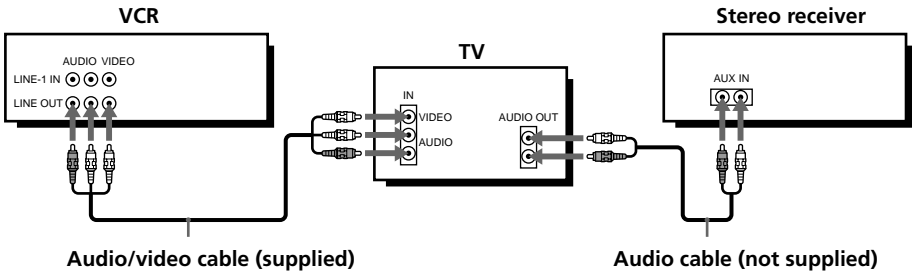 VCR
AUDIO VIDEO
LINE-1 IN
LINE OUT
TV
IN
VIDEO
AUDIO
AUDIO OUT
Stereo receiver
AUX IN
Audio/video cable (supplied)
Audio cable (not supplied)